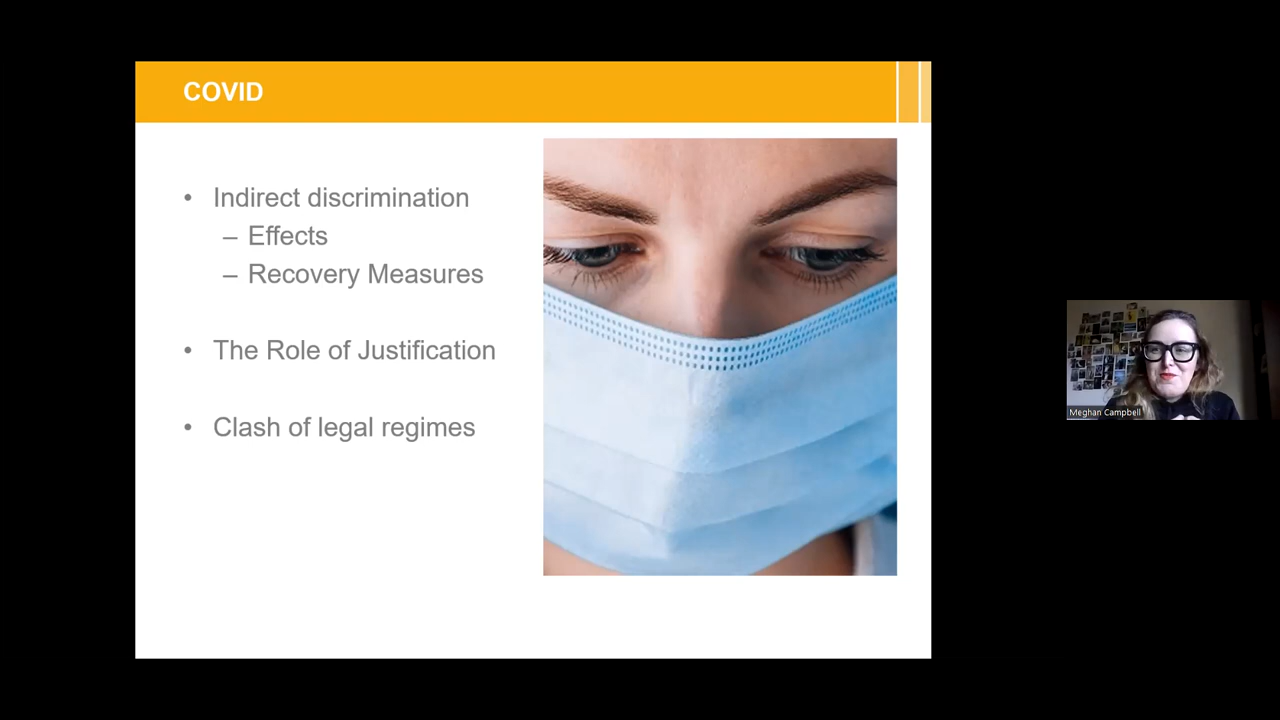 COVID
• Indirect discrimination
– Effects
– Recovery Measures
• The Role of Justification
• Clash of legal regimes
Meghan Campbell